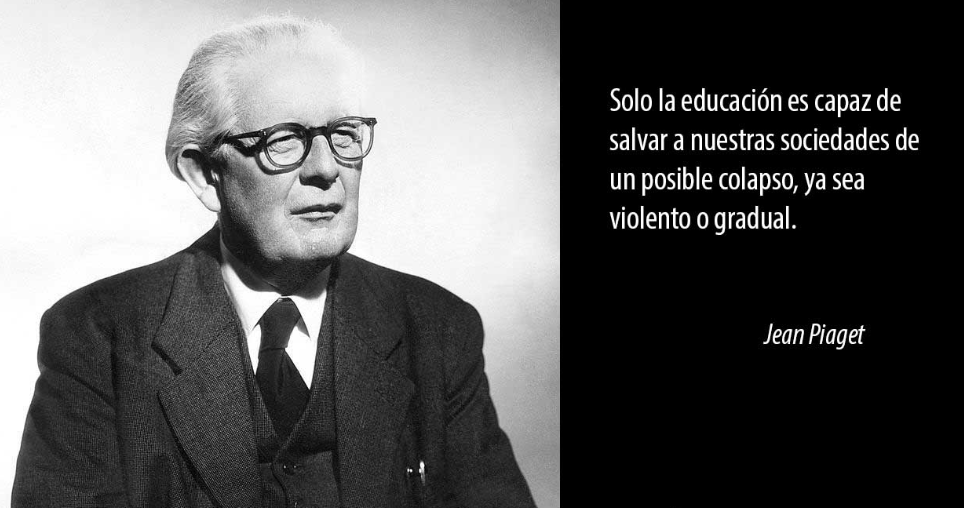 Solo la educación es capaz de
salvar a nuestras sociedades de
un posible colapso, ya sea
violento o gradual.
Jean Piaget